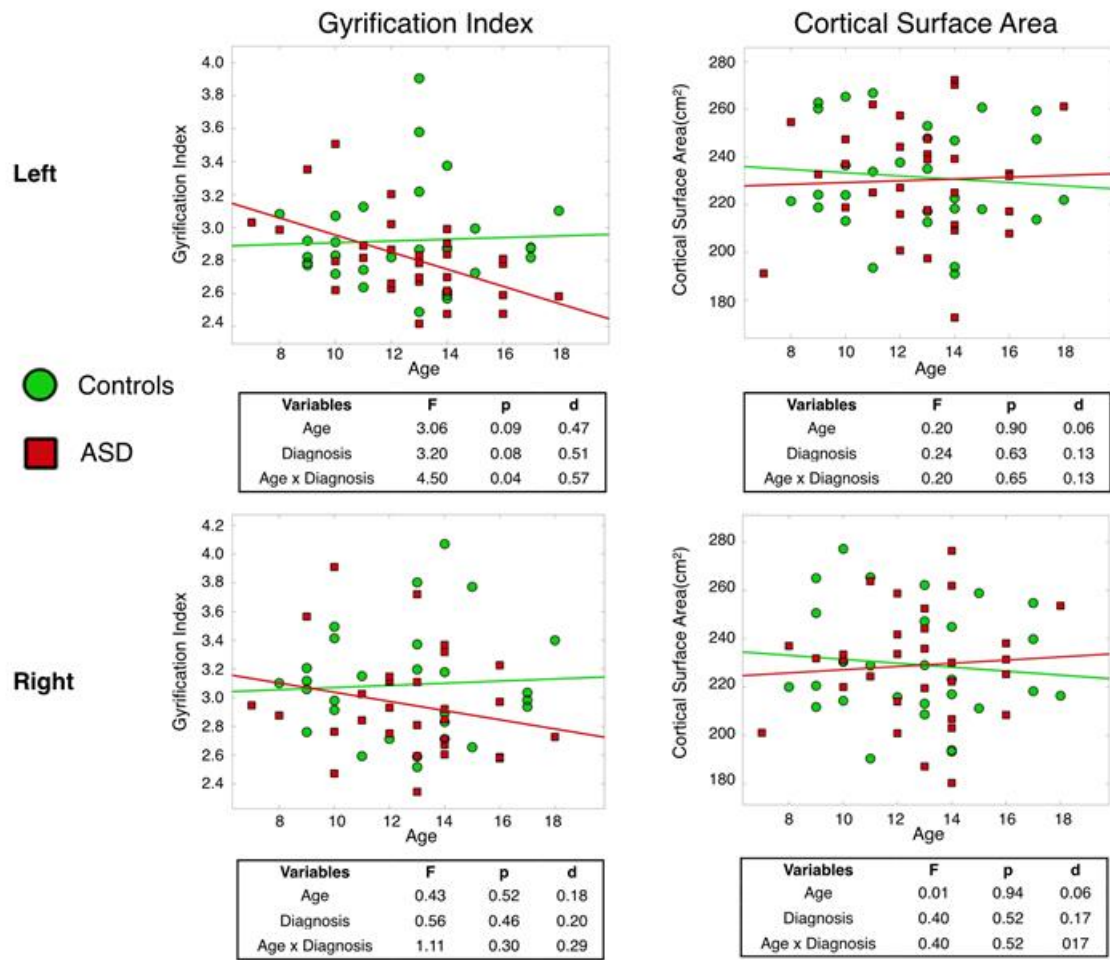 Gyrification Index
Cortical Surface Area
Left
Gyrification Index
4.0
3.8
3.6
3.4
3.2
3.0
2.8
2.6
2.4
8 10 12 14 16 18
Age
Cortical Surface Area(cm²)
280
260
240
220
200
180
8 10 12 14 16 18
Age
Controls
ASD
Variables F p d
Age 3.06 0.09 0.47
Diagnosis 3.20 0.08 0.51
Age x Diagnosis 4.50 0.04 0.57
Variables F p d
Age 0.20 0.90 0.06
Diagnosis 0.24 0.63 0.13
Age x Diagnosis 0.20 0.65 0.13
Right
Gyrification Index
4.2
4.0
3.8
3.6
3.4
3.2
3.0
2.8
2.6
2.4
8 10 12 14 16 18
Age
Cortical Surface Area(cm²)
280
260
240
220
200
180
8 10 12 14 16 18
Age
Variables F p d
Age 0.43 0.52 0.18
Diagnosis 0.56 0.46 0.20
Age x Diagnosis 1.11 0.30 0.29
Variables F p d
Age 0.01 0.94 0.06
Diagnosis 0.40 0.52 0.17
Age x Diagnosis 0.40 0.52 017